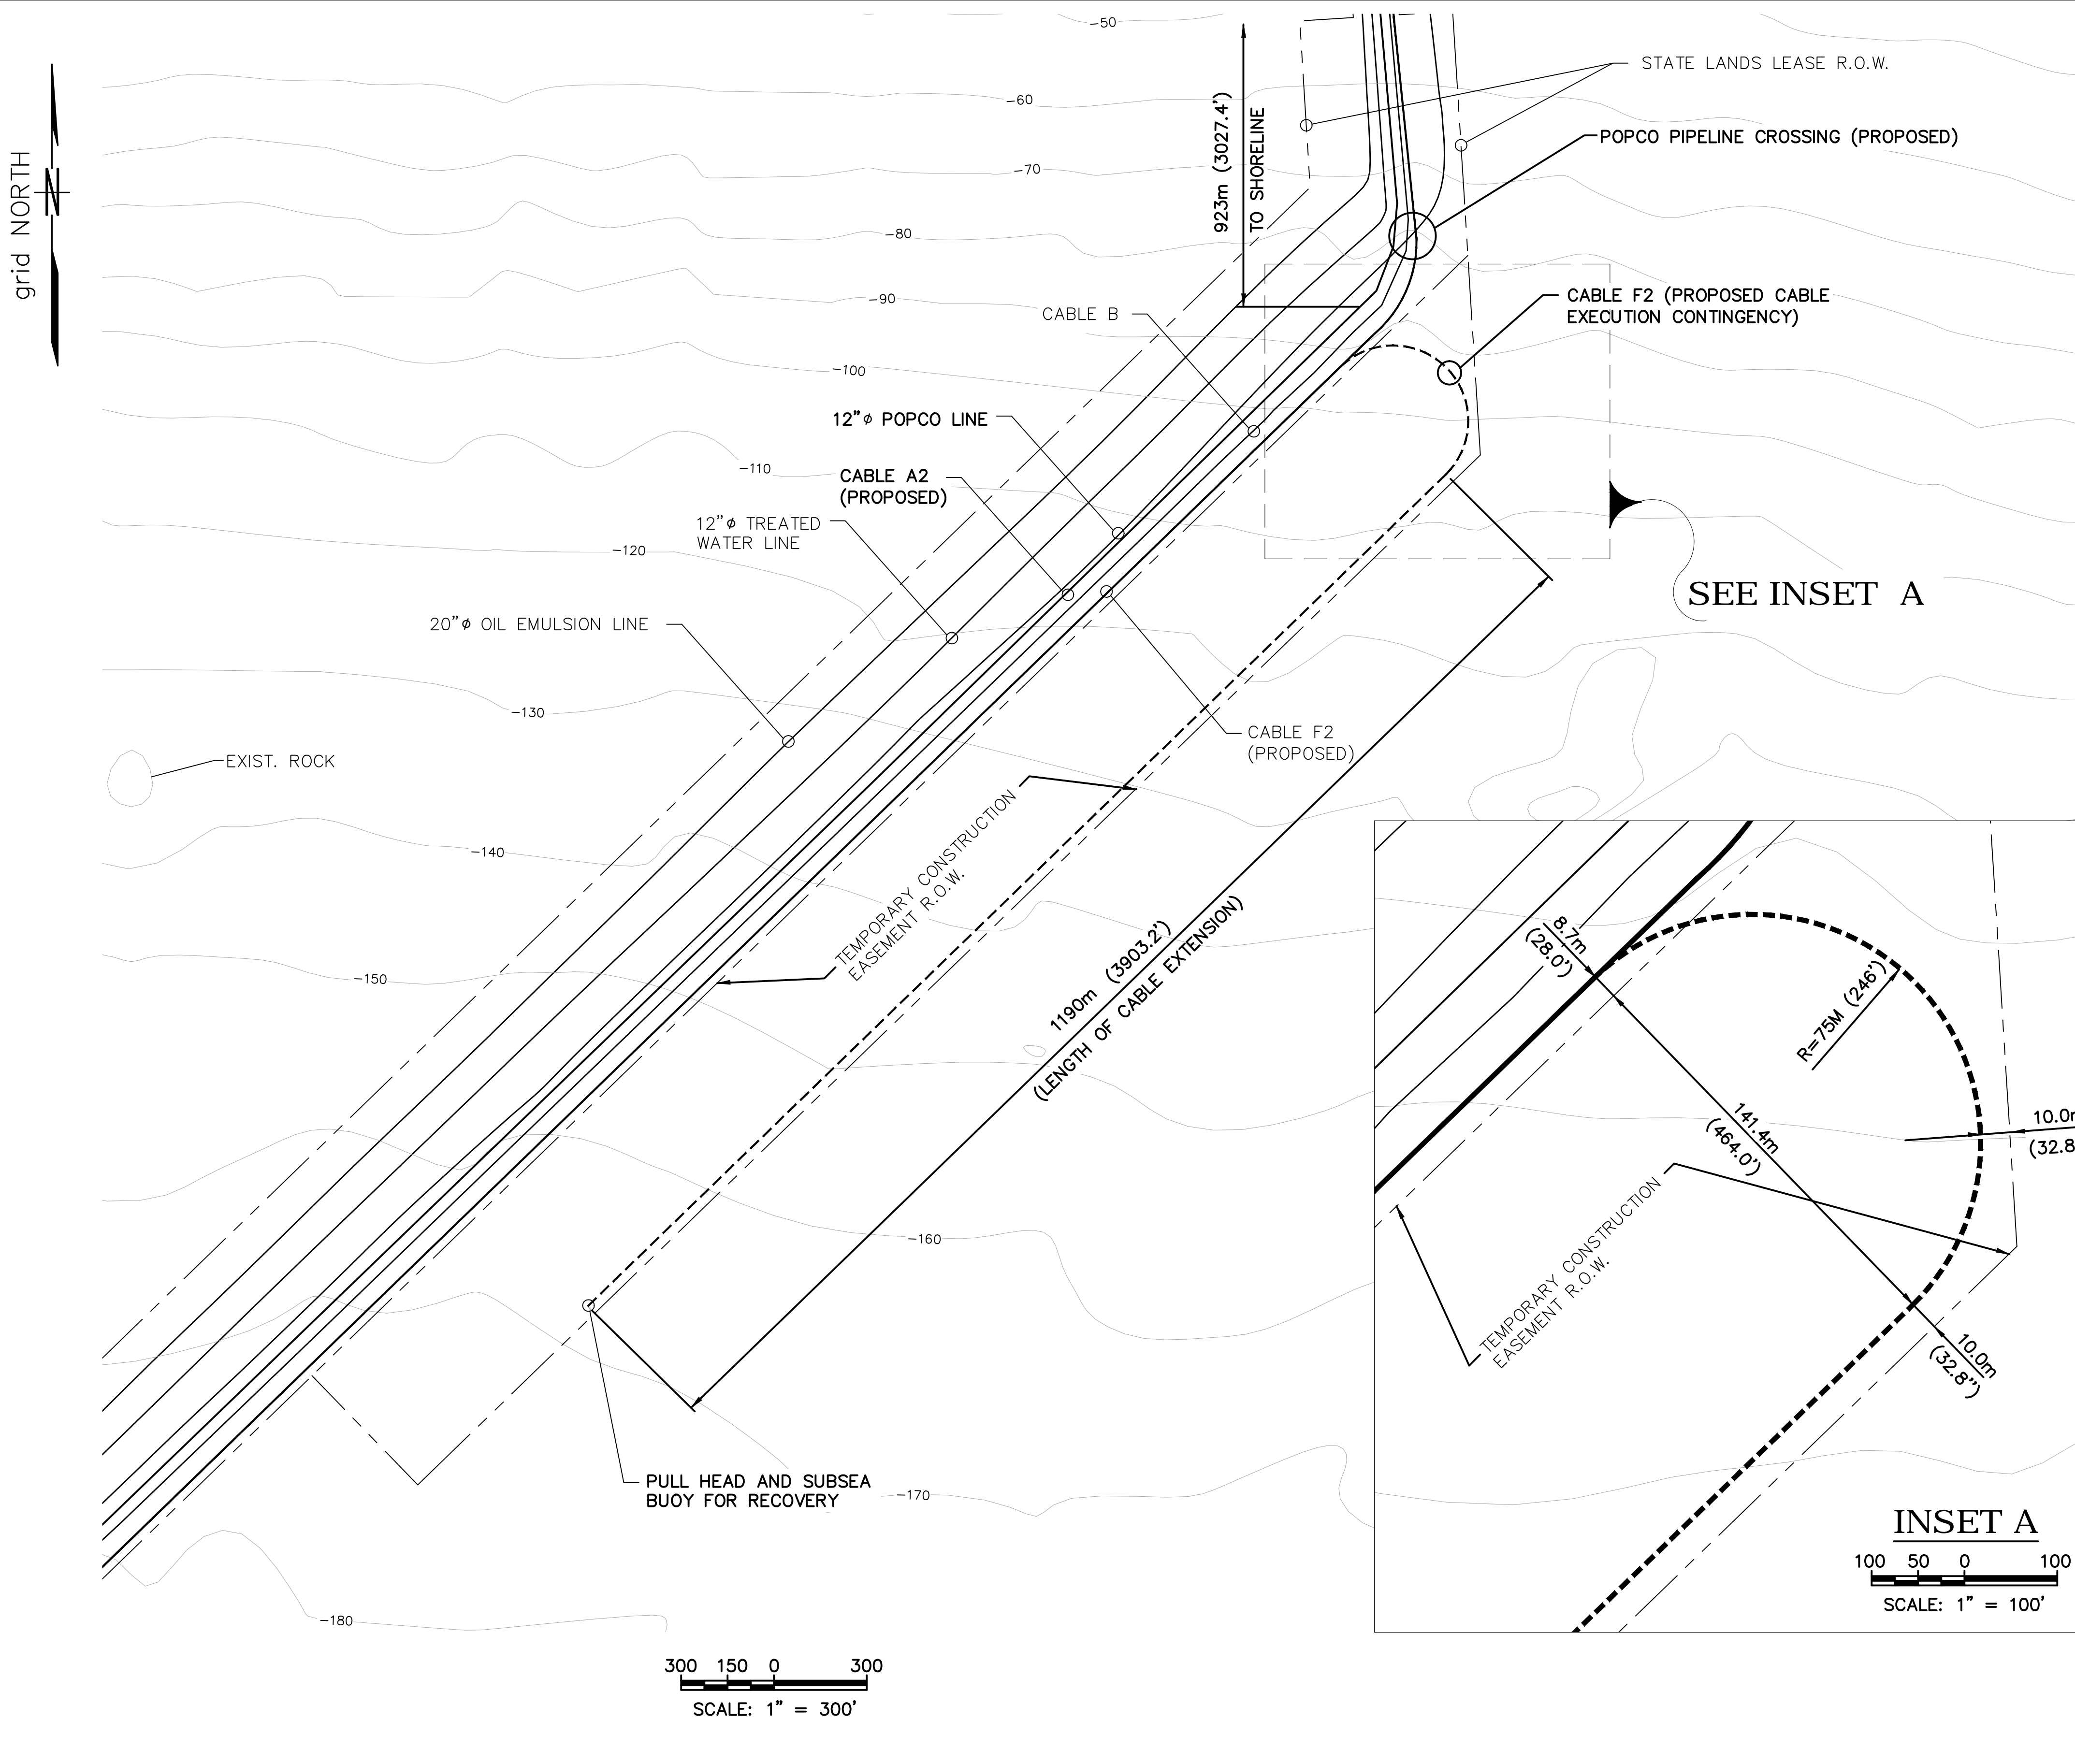 -50
STATE LANDS LEASE R.O.W.
-60
POPCO PIPELINE CROSSING (PROPOSED)
923m (3027.4')
TO SHORELINE
grid NORTH
N
-70
-80
-90
CABLE B
CABLE F2 (PROPOSED CABLE
EXECUTION CONTINGENCY)
-100
12"ø POPCO LINE
-110
CABLE A2
(PROPOSED)
12"ø TREATED
WATER LINE
-120
SEE INSET A
20"ø OIL EMULSION LINE
-130
CABLE F2
(PROPOSED)
EXIST. ROCK
-140
TEMPORARY CONSTRUCTION
EASEMENT R.O.W.
-150
1190m (3903.2')
(LENGTH OF CABLE EXTENSION)
-160
PULL HEAD AND SUBSEA
BUOY FOR RECOVERY
-170
-180
300 150 0 300
SCALE: 1" = 300'
8.7m
(28.0')
R=75M (246')
141.4m
(464.0')
10.0m
(32.8
TEMPORARY CONSTRUCTION
EASEMENT R.O.W.
10.0m
(32.8")
INSET A
100 50 0 100
SCALE: 1" = 100'